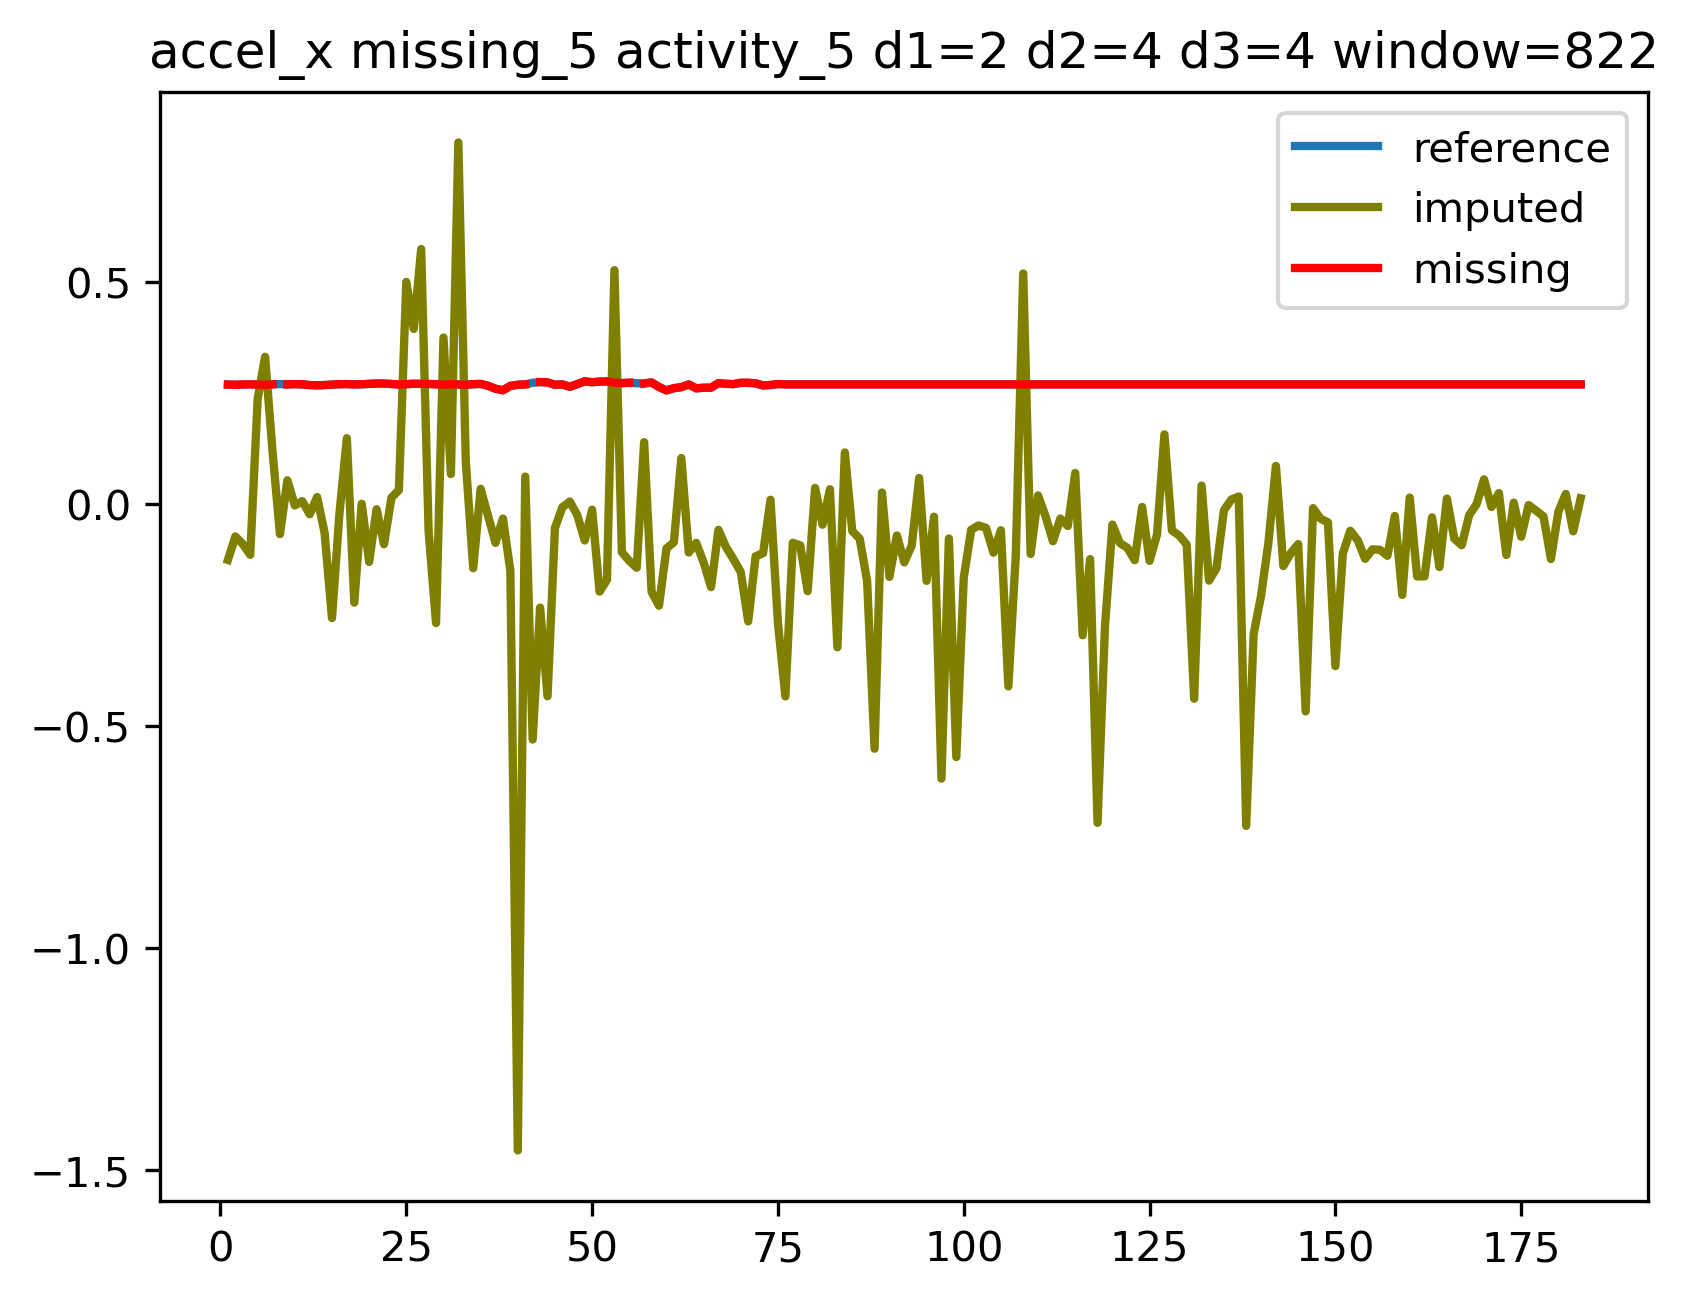 accel_x missing_5 activity_5 d1=2 d2=4 d3=4 window=822
reference
imputed
missing
0.5
0.0
−0.5
−1.0
−1.5
0 25 50 75 100 125 150 175